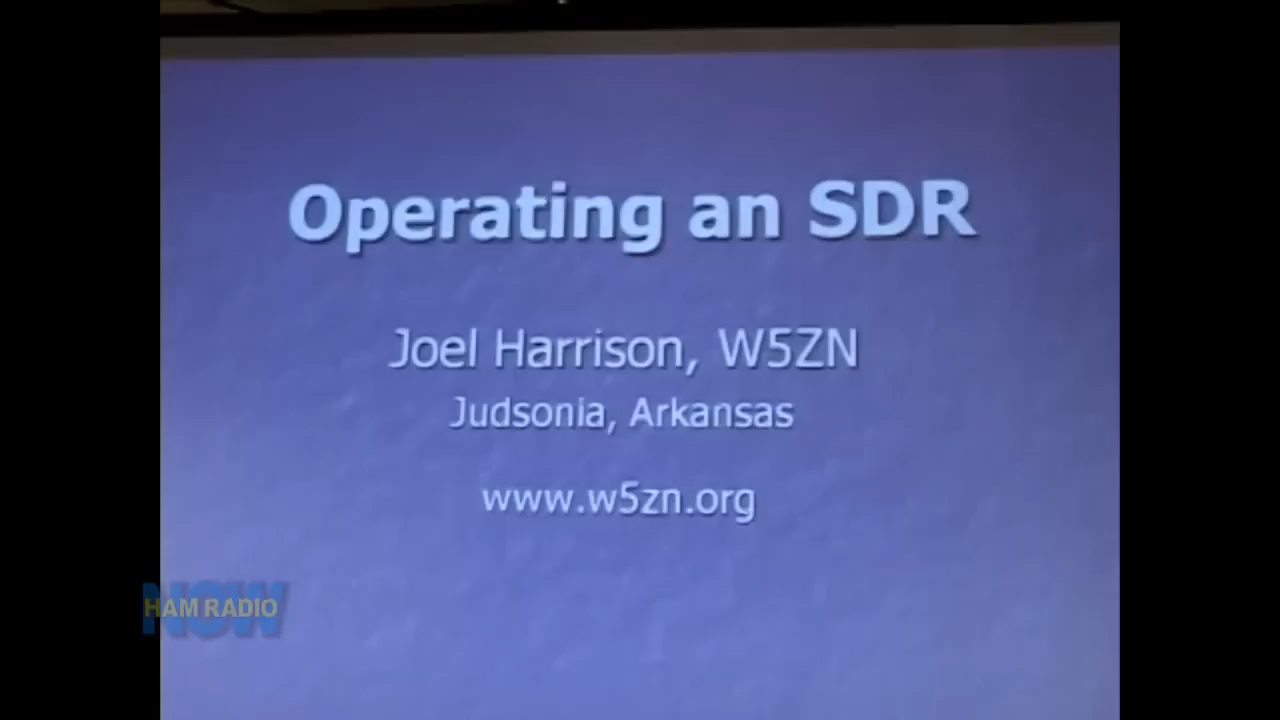 Operating an SDR
Joel Harrison, W5ZN
Judsonia, Arkansas
www.w5zn.org
NOW
HAM RADIO